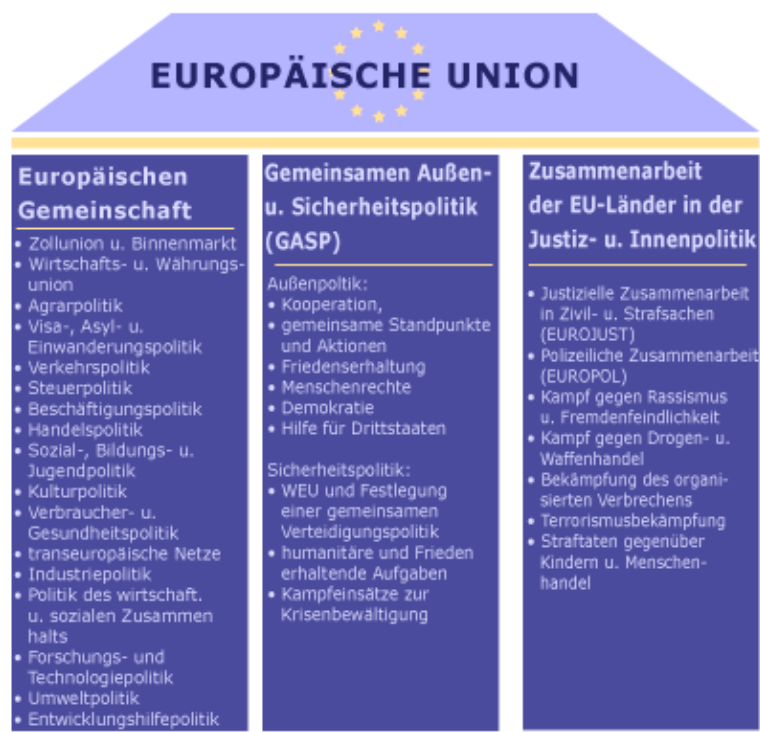 EUROPÄISCHE UNION
Europäischen
Gemeinschaft
• Zollunion u. Binnenmarkt
• Wirtschafts- u. Währungs-
union
• Agrarpolitik
• Visa-, Asyl- u.
Einwanderungspolitik
• Verkehrspolitik
• Steuerpolitik
• Beschäftigungspolitik
• Handelspolitik
• Sozial-, Bildungs- u.
Jugendpolitik
• Kulturpolitik
• Verbraucher- u.
Gesundheitspolitik
• transeuropäische Netze
• Industriepolitik
• Politik des wirtschaft.
u. sozialen Zusammen
halts
• Forschungs- und
Technologiepolitik
• Umweltpolitik
• Entwicklungshilfepolitik
Gemeinsamen Außen-
u. Sicherheitspolitik
(GASP)
Außenpoltik:
• Kooperation,
• gemeinsame Standpunkte
und Aktionen
• Friedenserhaltung
• Menschenrechte
• Demokratie
• Hilfe für Drittstaaten
Sicherheitspolitik:
• WEU und Festlegung
einer gemeinsamen
Verteidigungspolitik
• humanitäre und Frieden
erhaltende Aufgaben
• Kampfeinsätze zur
Krisenbewältigung
Zusammenarbeit
der EU-Länder in der
Justiz- u. Innenpolitik
• Justizielle Zusammenarbeit
in Zivil- u. Strafsachen
(EUROJUST)
• Polizeiliche Zusammenarbeit
(EUROPOL)
• Kampf gegen Rassismus
u. Fremdenfeindlichkeit
• Kampf gegen Drogen- u.
Waffenhandel
• Bekämpfung des organi-
sierten Verbrechens
• Terrorismusbekämpfung
• Straftaten gegenüber
Kindern u. Menschen-
handel